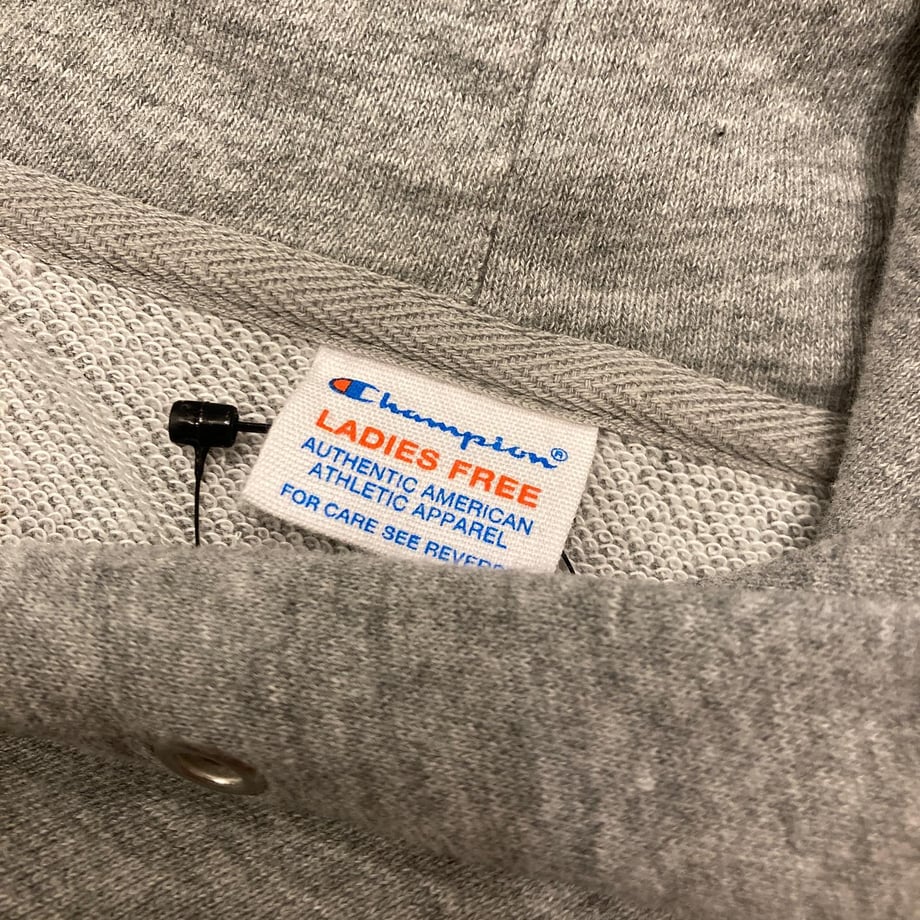 Champion®
LADIES FREE
AUTHENTIC AMERICAN
ATHLETIC APPAREL
FOR CARE SEE